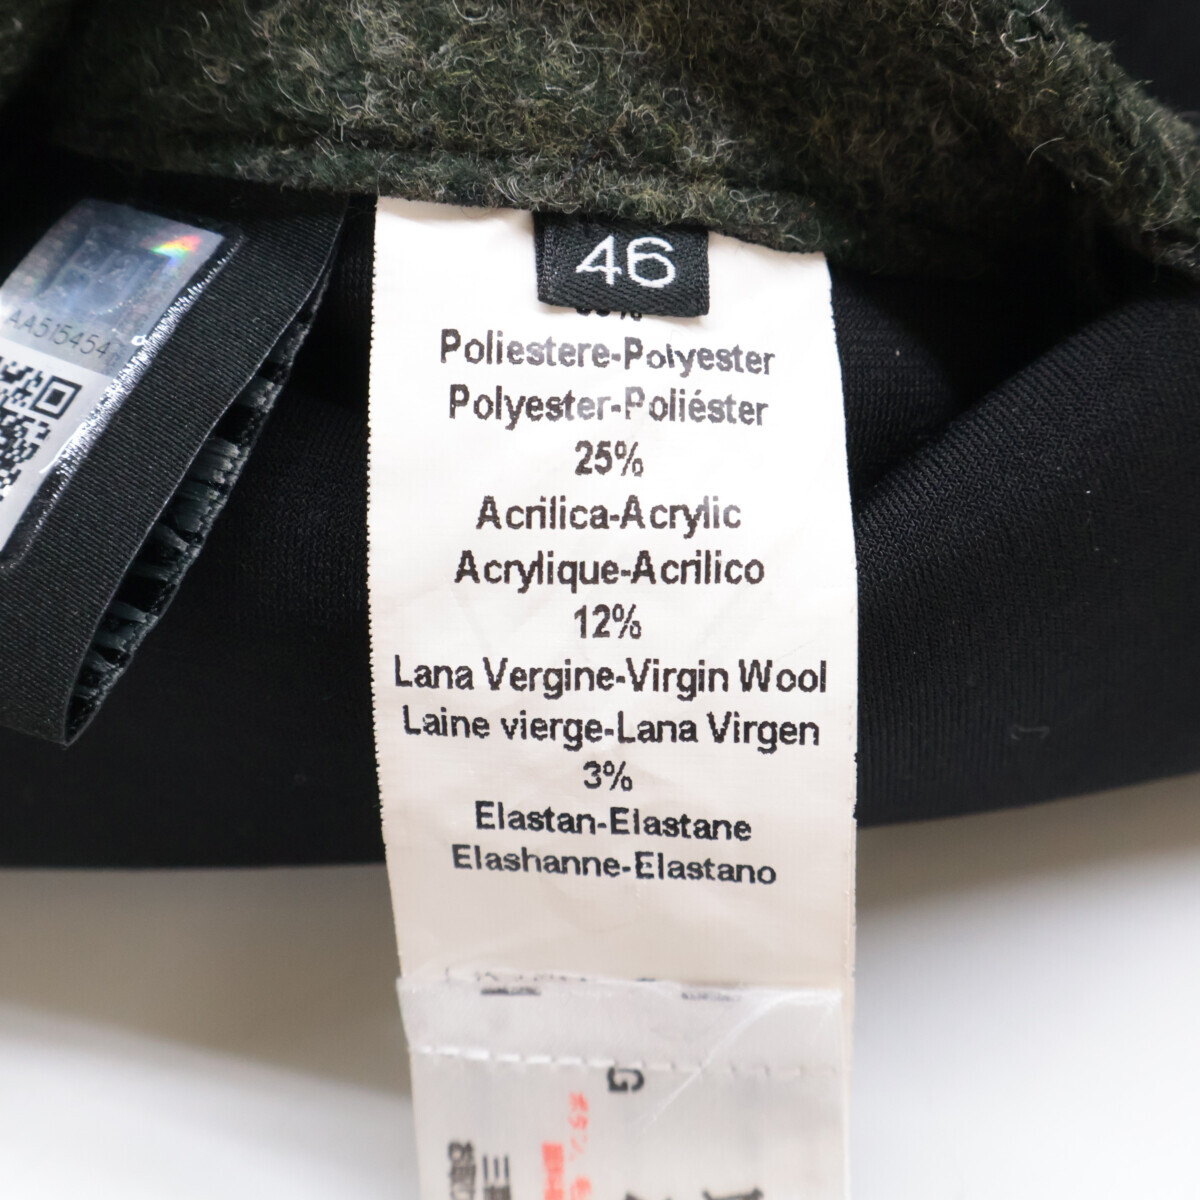 46
Poliestere-Polyester
Polyester-Poliéster
25%
Acrilica-Acrylic
Acrylique-Acrilico
12%
Lana Vergine-Virgin Wool
Laine vierge-Lana Virgen
3%
Elastan-Elastane
Elashanne-Elastano
AA515454
G